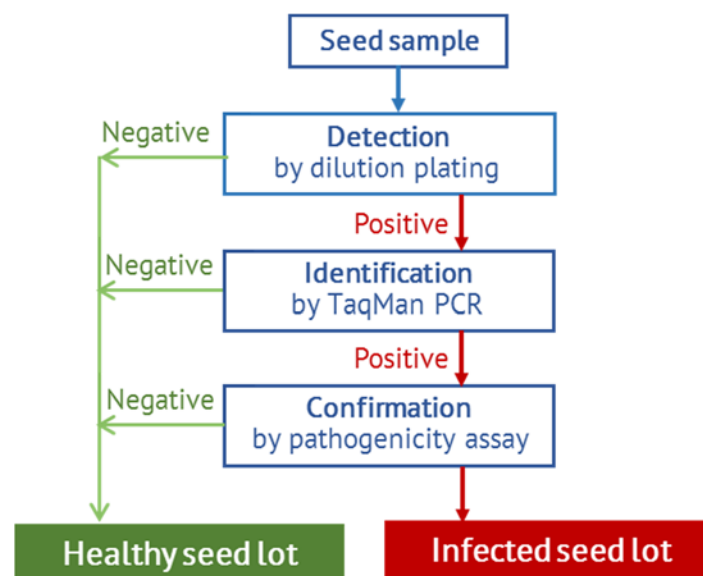 Seed sample
Negative
Detection
by dilution plating
Positive
Negative
Identification
by TaqMan PCR
Positive
Negative
Confirmation
by pathogenicity assay
Healthy seed lot
Infected seed lot